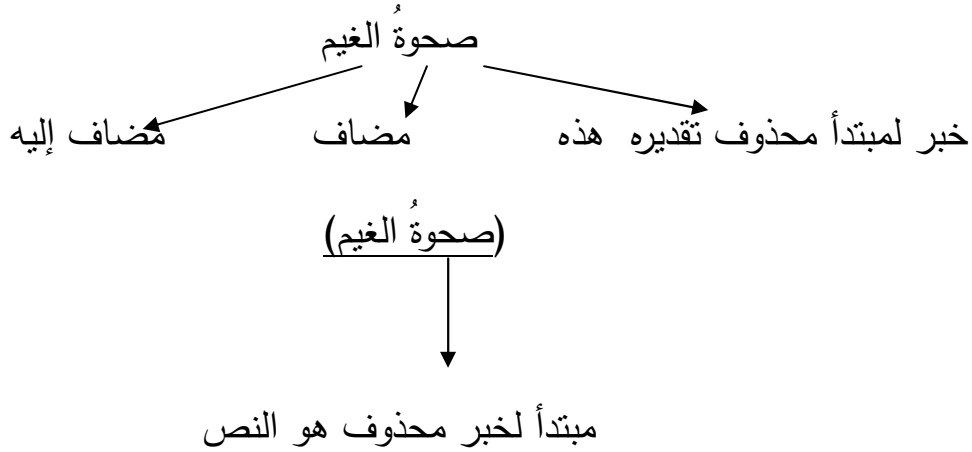 صحوةُ الغيم
خبر لمبتدأ محذوف تقديره هذه مضاف مضاف إليه
(صحوةُ الغيم)
مبتدأ لخبر محذوف هو النص